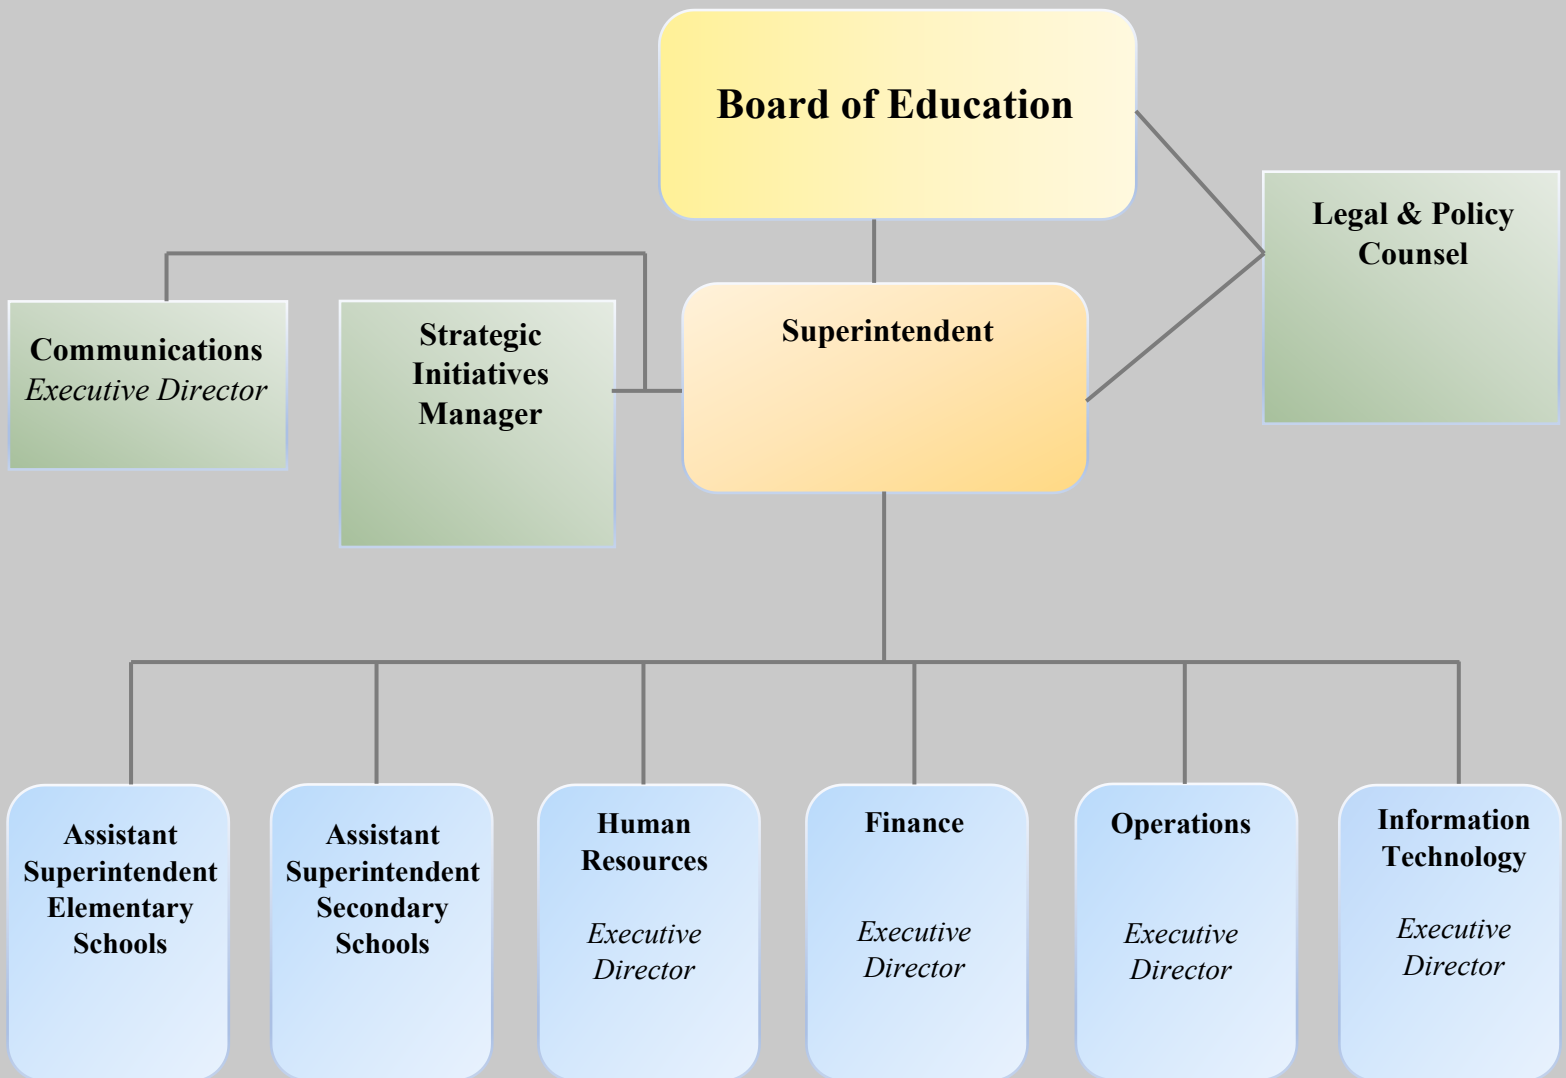 Board of Education
Legal & Policy
Counsel
Communications
Executive Director
Strategic
Initiatives
Manager
Superintendent
Assistant
Superintendent
Elementary
Schools
Assistant
Superintendent
Secondary
Schools
Human
Resources
Executive
Director
Finance
Executive
Director
Operations
Executive
Director
Information
Technology
Executive
Director